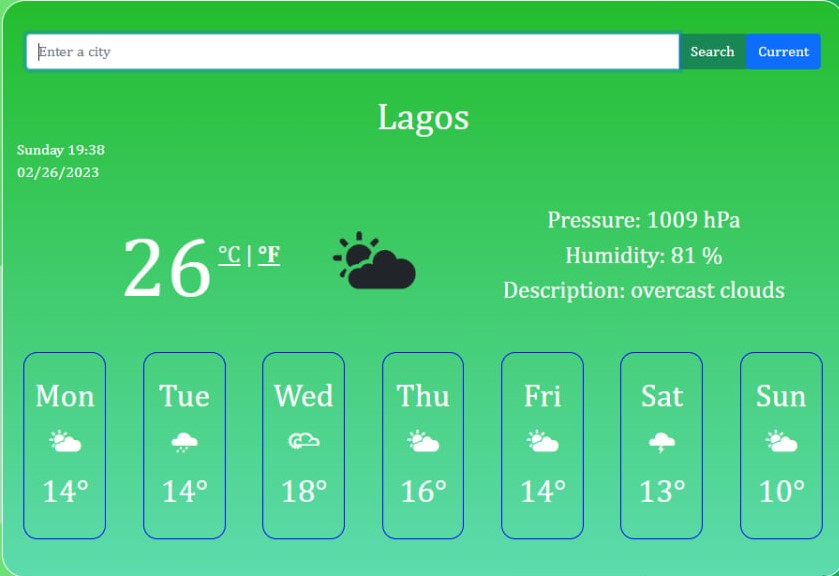 Enter a city
Search
Current
Lagos
Sunday 19:38
02/26/2023
26 °C | °F
Pressure: 1009 hPa
Humidity: 81 %
Description: overcast clouds
Mon Tue Wed Thu Fri Sat Sun
14° 14° 18° 16° 14° 13° 10°